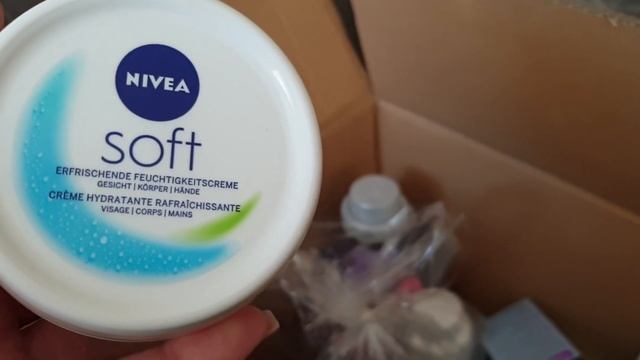 NIVEA
soft
ERFRISCHENDE FEUCHTIGKEITSCREME
GESICHT | KÖRPER | HÄNDE
CRÈME HYDRATANTE RAFRAÎCHISSANTE
VISAGE | CORPS | MAINS